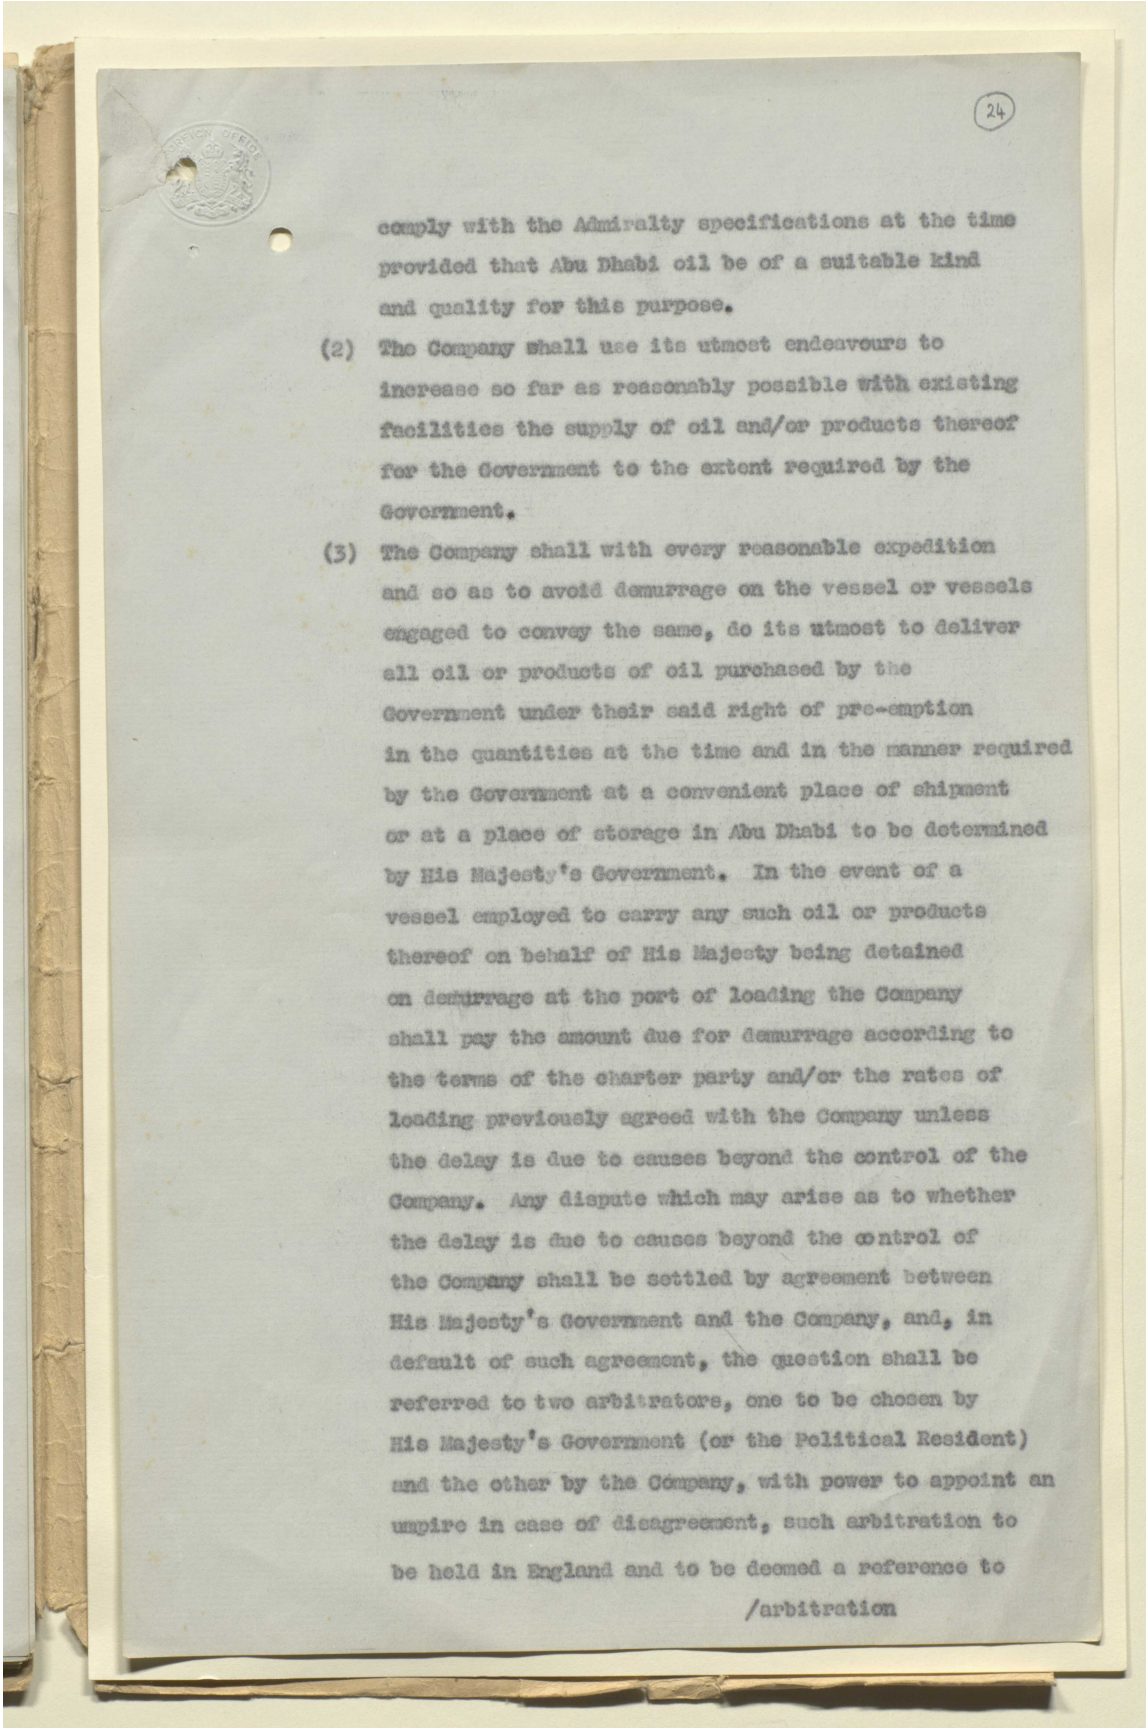 24
FOREIGN OFFICE
comply with the Admiralty specifications at the time
provided that Abu Dhabi oil be of a suitable kind
and quality for this purpose.
(2) The Company shall use its utmost endeavours to
increase so far as reasonably possible with existing
facilities the supply of oil and/or products thereof
for the Government to the extent required by the
Government.
(3) The Company shall with every reasonable expedition
and so as to avoid demurrage on the vessel or vessels
engaged to convey the same, do its utmost to deliver
all oil or products of oil purchased by the
Government under their said right of pre-emption
in the quantities at the time and in the manner required
by the Government at a convenient place of shipment
or at a place of storage in Abu Dhabi to be determined
by His Majesty's Government. In the event of a
vessel employed to carry any such oil or products
thereof on behalf of His Majesty being detained
on demurrage at the port of loading the Company
shall pay the amount due for demurrage according to
the terms of the charter party and/or the rates of
loading previously agreed with the Company unless
the delay is due to causes beyond the control of the
Company. Any dispute which may arise as to whether
the delay is due to causes beyond the control of
the Company shall be settled by agreement between
His Majesty's Government and the Company, and, in
default of such agreement, the question shall be
referred to two arbitrators, one to be chosen by
His Majesty's Government (or the Political Resident)
and the other by the Company, with power to appoint an
umpire in case of disagreement, such arbitration to
be held in England and to be deemed a reference to
/arbitration